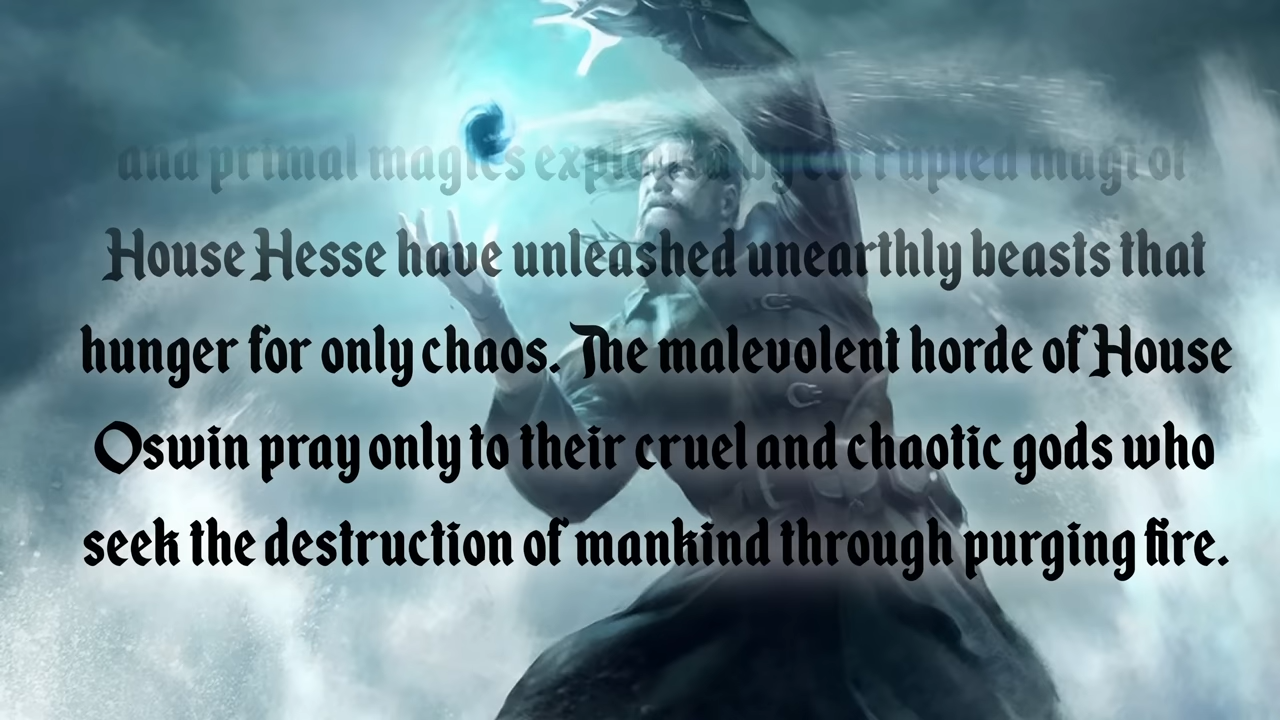 and primal magics explored by corrupted magi of
House Hesse have unleashed unearthly beasts that
hunger for only chaos. The malevolent horde of House
Oswin pray only to their cruel and chaotic gods who
seek the destruction of mankind through purging fire.